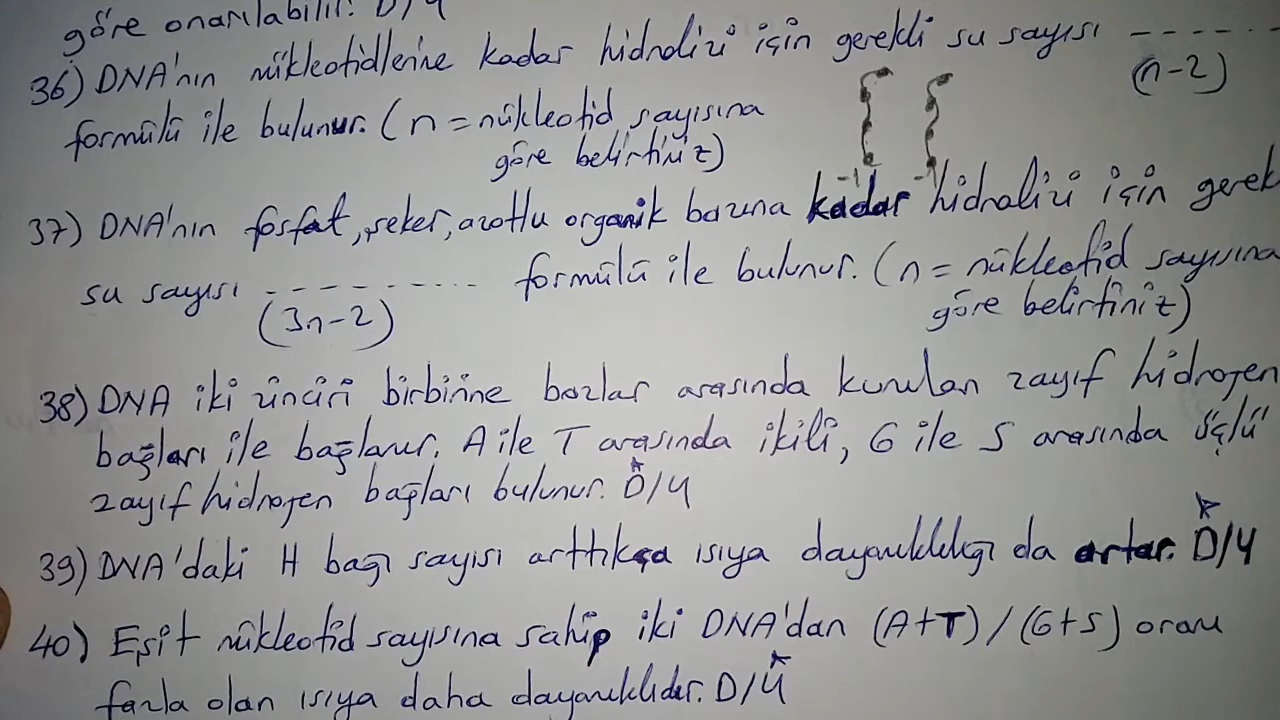 göre onarılabilir. D/Y
36) DNA'nın nükleotidlerine kadar hidrolizi için gerekli su sayısı ------
(n-2)
formülü ile bulunur. (n = nükleotid sayısına
göre belirtiniz)
-1 -1
37) DNA'nın fosfat, şeker, azotlu organik bazına kadar hidrolizi için gerek
su sayısı -------- formülü ile bulunur. (n = nükleotid sayısına
(3n-2) göre belirtiniz)
38) DNA iki zinciri birbirine bazlar arasında kurulan zayıf hidrojen
bağları ile bağlanır. A ile T arasında ikili, G ile S arasında üçlü
zayıf hidrojen bağları bulunur. D/Y
39) DNA'daki H bağı sayısı arttıkça ısıya dayanıklılığı da artar. D/Y
40) Eşit nükleotid sayısına sahip iki DNA'dan (A+T)/(G+S) oranı
fazla olan ısıya daha dayanıklıdır. D/Y